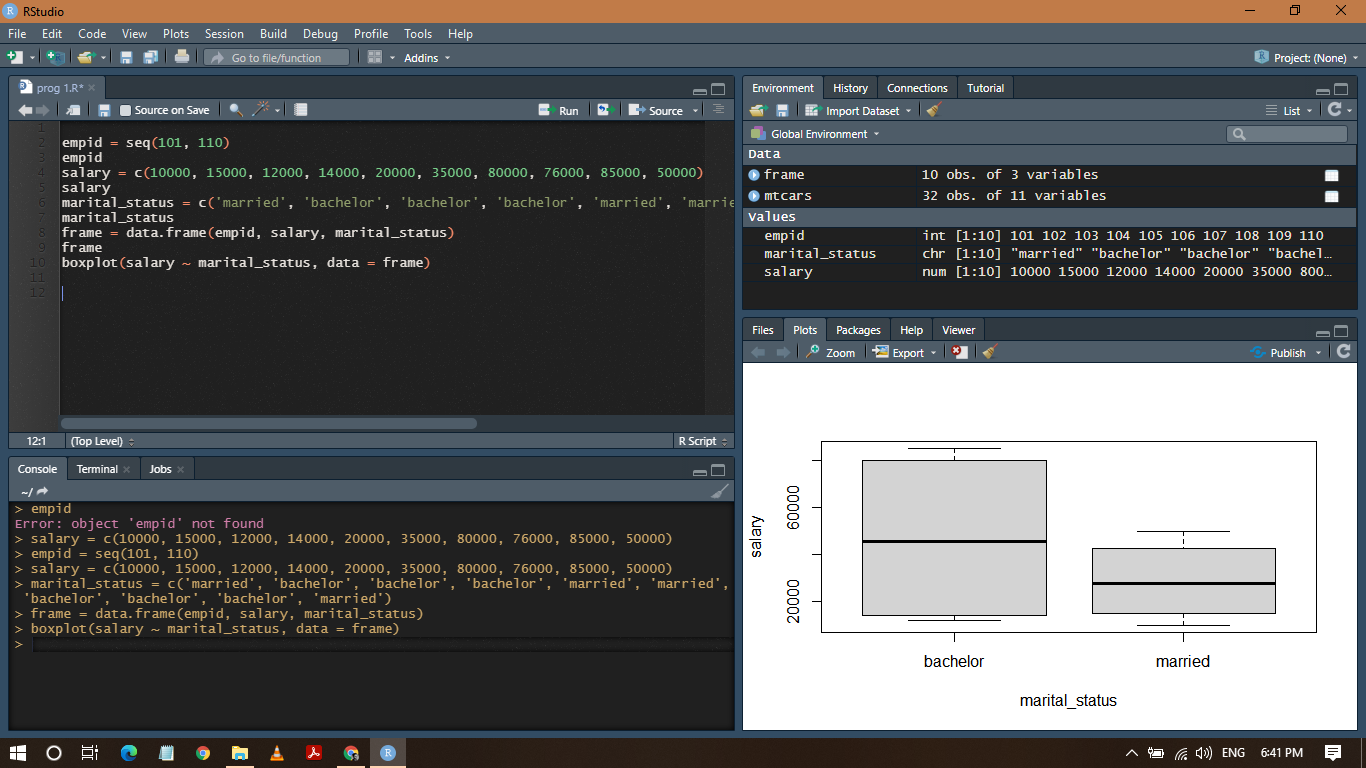 RStudio
File Edit Code View Plots Session Build Debug Profile Tools Help
Go to file/function Addins Project: (None)
prog 1.R*
Source on Save Run Source
1
2 empid = seq(101, 110)
3 empid
4 salary = c(10000, 15000, 12000, 14000, 20000, 35000, 80000, 76000, 85000, 50000)
5 salary
6 marital_status = c('married', 'bachelor', 'bachelor', 'bachelor', 'married', 'marrie
7 marital_status
8 frame = data.frame(empid, salary, marital_status)
9 frame
10 boxplot(salary ~ marital_status, data = frame)
11
12
12:1 (Top Level) R Script
Console Terminal Jobs
~/
> empid
Error: object 'empid' not found
> salary = c(10000, 15000, 12000, 14000, 20000, 35000, 80000, 76000, 85000, 50000)
> empid = seq(101, 110)
> salary = c(10000, 15000, 12000, 14000, 20000, 35000, 80000, 76000, 85000, 50000)
> marital_status = c('married', 'bachelor', 'bachelor', 'bachelor', 'married', 'married',
'bachelor', 'bachelor', 'bachelor', 'married')
> frame = data.frame(empid, salary, marital_status)
> boxplot(salary ~ marital_status, data = frame)
>
Environment History Connections Tutorial
Import Dataset List
Global Environment
Data
frame 10 obs. of 3 variables
mtcars 32 obs. of 11 variables
Values
empid int [1:10] 101 102 103 104 105 106 107 108 109 110
marital_status chr [1:10] "married" "bachelor" "bachelor" "bachel...
salary num [1:10] 10000 15000 12000 14000 20000 35000 800...
Files Plots Packages Help Viewer
Zoom Export Publish
salary
60000
20000
bachelor married
marital_status
ENG 6:41 PM